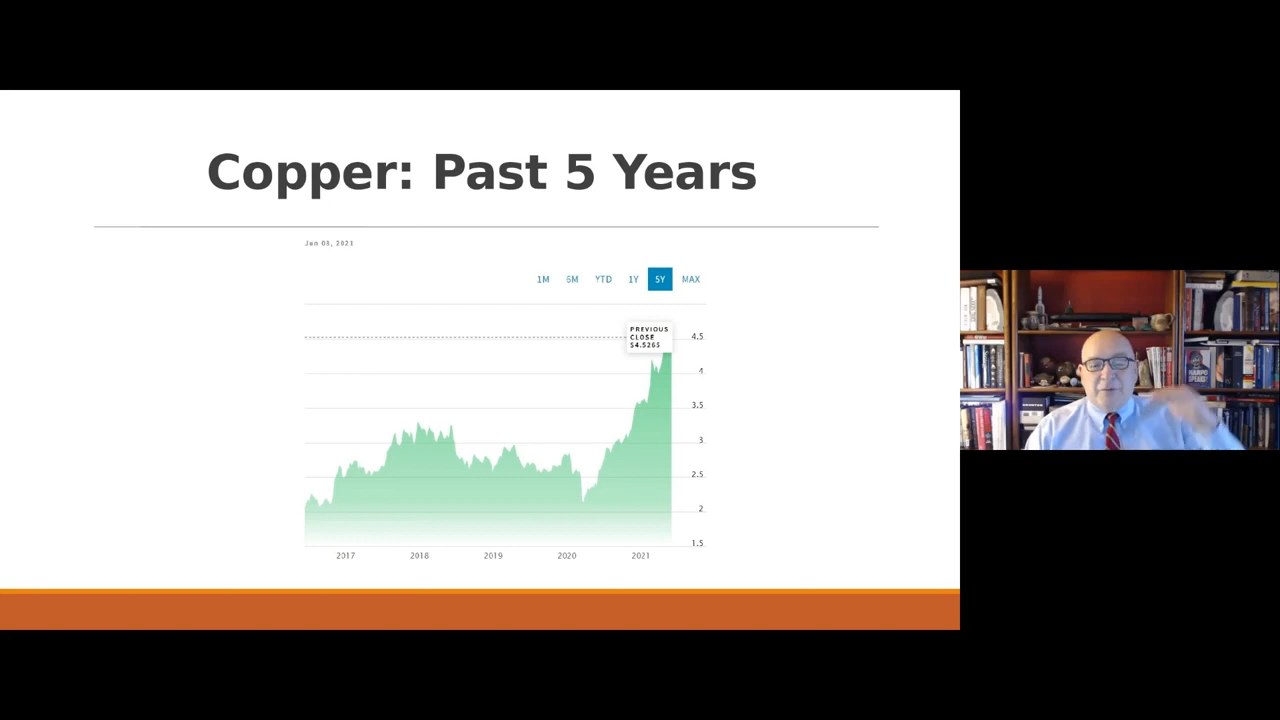 Copper: Past 5 Years
Jun 08, 2021
1M 6M YTD 1Y 5Y MAX
PREVIOUS
CLOSE
$4.5265
4.5
4
3.5
3
2.5
2
1.5
2017 2018 2019 2020 2021